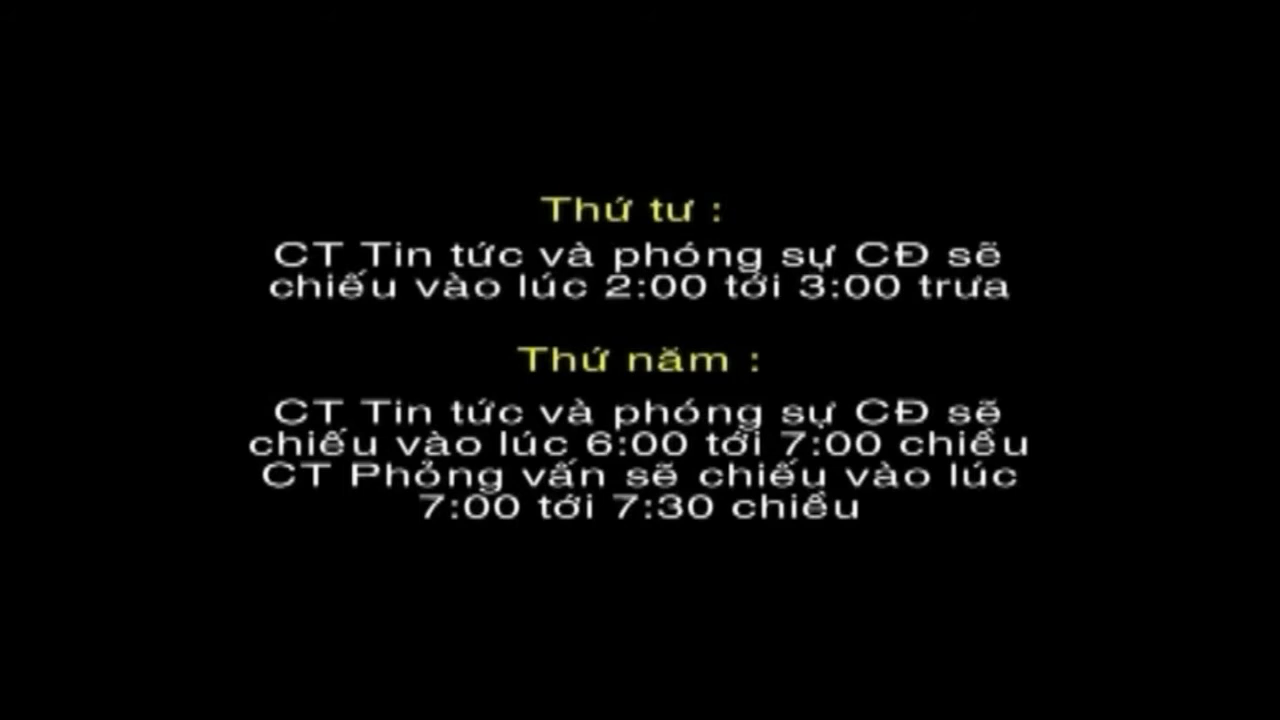 Thứ tư :
CT Tin tức và phóng sự CĐ sẽ
chiếu vào lúc 2:00 tới 3:00 trưa
Thứ năm :
CT Tin tức và phóng sự CĐ sẽ
chiếu vào lúc 6:00 tới 7:00 chiều
CT Phỏng vấn sẽ chiếu vào lúc
7:00 tới 7:30 chiều